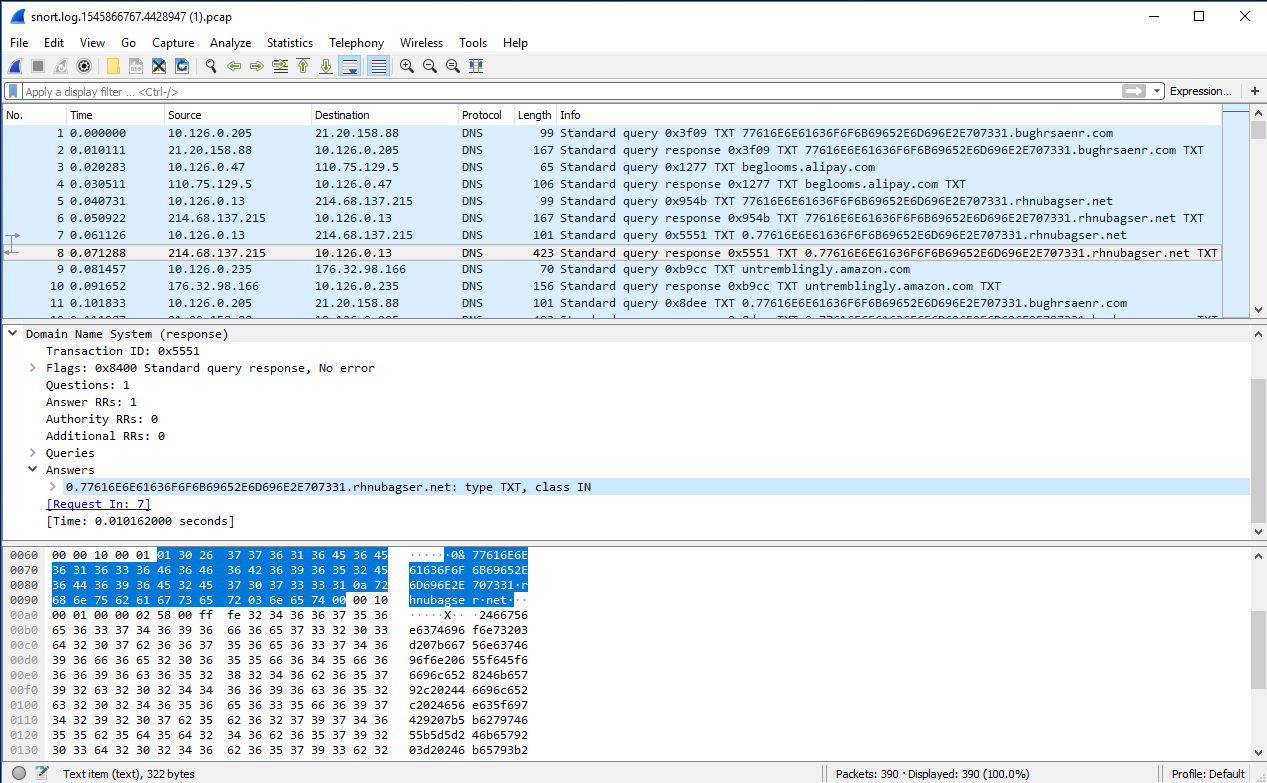 snort.log.1545866767.4428947 (1).pcap
File Edit View Go Capture Analyze Statistics Telephony Wireless Tools Help
Apply a display filter ... <Ctrl-/> Expression... +
No. Time Source Destination Protocol Length Info
1 0.000000 10.126.0.205 21.20.158.88 DNS 99 Standard query 0x3f09 TXT 77616E6E61636F6F6B69652E6D696E2E707331.bughrsaenr.com
2 0.010111 21.20.158.88 10.126.0.205 DNS 167 Standard query response 0x3f09 TXT 77616E6E61636F6F6B69652E6D696E2E707331.bughrsaenr.com TXT
3 0.020283 10.126.0.47 110.75.129.5 DNS 65 Standard query 0x1277 TXT beglooms.alipay.com
4 0.030511 110.75.129.5 10.126.0.47 DNS 106 Standard query response 0x1277 TXT beglooms.alipay.com TXT
5 0.040731 10.126.0.13 214.68.137.215 DNS 99 Standard query 0x954b TXT 77616E6E61636F6F6B69652E6D696E2E707331.rhnubagser.net
6 0.050922 214.68.137.215 10.126.0.13 DNS 167 Standard query response 0x954b TXT 77616E6E61636F6F6B69652E6D696E2E707331.rhnubagser.net TXT
7 0.061126 10.126.0.13 214.68.137.215 DNS 101 Standard query 0x5551 TXT 0.77616E6E61636F6F6B69652E6D696E2E707331.rhnubagser.net
8 0.071288 214.68.137.215 10.126.0.13 DNS 423 Standard query response 0x5551 TXT 0.77616E6E61636F6F6B69652E6D696E2E707331.rhnubagser.net TXT
9 0.081457 10.126.0.235 176.32.98.166 DNS 70 Standard query 0xb9cc TXT untremblingly.amazon.com
10 0.091652 176.32.98.166 10.126.0.235 DNS 156 Standard query response 0xb9cc TXT untremblingly.amazon.com TXT
11 0.101833 10.126.0.205 21.20.158.88 DNS 101 Standard query 0x8dee TXT 0.77616E6E61636F6F6B69652E6D696E2E707331.bughrsaenr.com
Domain Name System (response)
Transaction ID: 0x5551
Flags: 0x8400 Standard query response, No error
Questions: 1
Answer RRs: 1
Authority RRs: 0
Additional RRs: 0
Queries
Answers
0.77616E6E61636F6F6B69652E6D696E2E707331.rhnubagser.net: type TXT, class IN
[Request In: 7]
[Time: 0.010162000 seconds]
0060 00 00 10 00 01 01 30 26 37 37 36 31 36 45 36 45 ······0& 77616E6E
0070 36 31 36 33 36 46 36 46 36 42 36 39 36 35 32 45 61636F6F 6B69652E
0080 36 44 36 39 36 45 32 45 37 30 37 33 33 31 0a 72 6D696E2E 707331·r
0090 68 6e 75 62 61 67 73 65 72 03 6e 65 74 00 00 10 hnubagse r·net···
00a0 00 01 00 00 02 58 00 ff fe 32 34 36 36 37 35 36 ·····X·· ·2466756
00b0 65 36 33 37 34 36 39 36 66 36 65 37 33 32 30 33 e6374696 f6e73203
00c0 64 32 30 37 62 36 36 37 35 36 65 36 33 37 34 36 d207b667 56e63746
00d0 39 36 66 36 65 32 30 36 35 35 66 34 35 66 36 96f6e206 55f645f6
00e0 36 36 39 36 63 36 35 32 38 32 34 36 62 36 35 37 6696c652 8246b657
00f0 39 32 63 32 30 32 34 34 36 36 39 36 63 36 35 32 92c20244 6696c652
0100 63 32 30 32 34 36 35 36 65 36 33 35 66 36 39 37 c2024656 e635f697
0110 34 32 39 32 30 37 62 35 62 36 32 37 39 37 34 36 429207b5 b6279746
0120 35 35 62 35 64 35 64 32 34 36 62 36 35 37 39 32 55b5d5d2 46b65792
0130 30 33 64 32 30 32 34 36 62 36 35 37 39 33 62 32 03d20246 b65793b2
Text item (text), 322 bytes Packets: 390 · Displayed: 390 (100.0%) Profile: Default